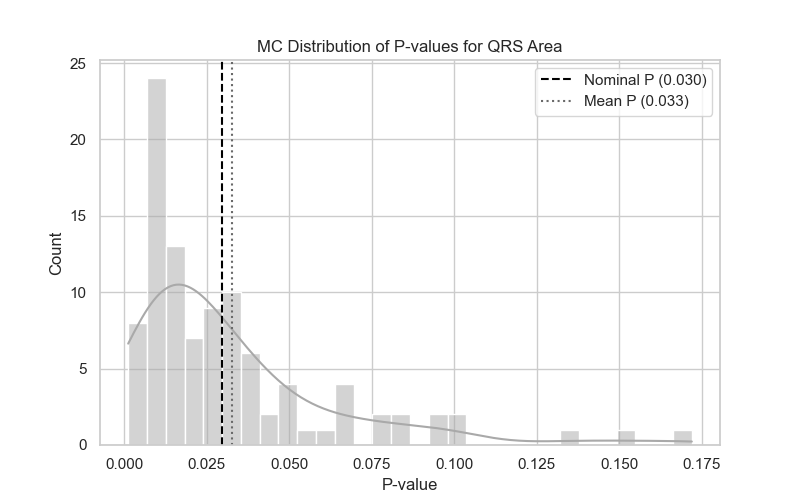 MC Distribution of P-values for QRS Area
Nominal P (0.030)
Mean P (0.033)
25
20
15
10
5
0
Count
0.000 0.025 0.050 0.075 0.100 0.125 0.150 0.175
P-value